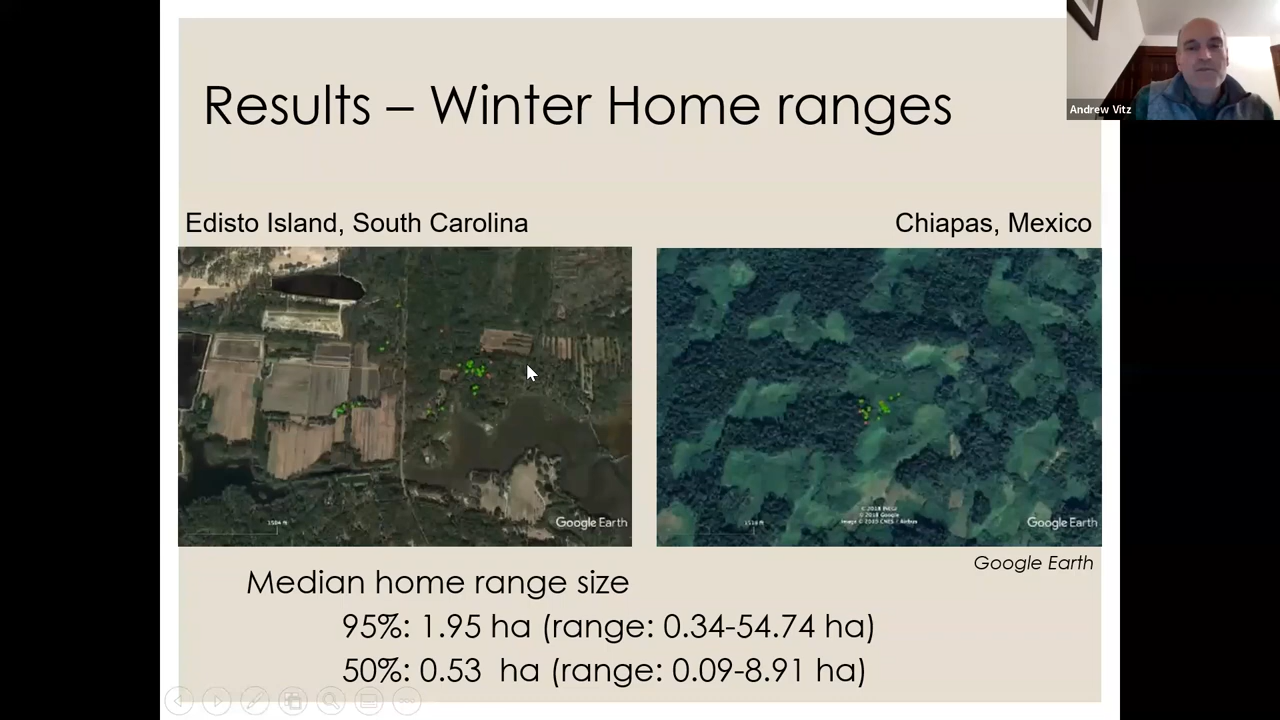 Andrew Vitz
Results – Winter Home ranges
Edisto Island, South Carolina
Chiapas, Mexico
Google Earth
Google Earth
Google Earth
Median home range size
95%: 1.95 ha (range: 0.34-54.74 ha)
50%: 0.53 ha (range: 0.09-8.91 ha)